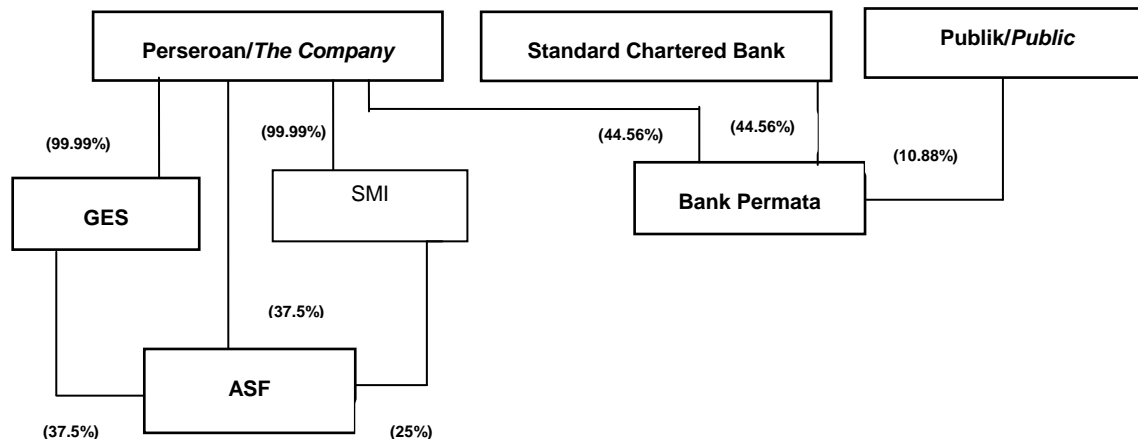 Perseroan/The Company
Standard Chartered Bank
Publik/Public
(99.99%)
(99.99%)
(44.56%)
(44.56%)
(10.88%)
GES
SMI
Bank Permata
(37.5%)
ASF
(37.5%)
(25%)